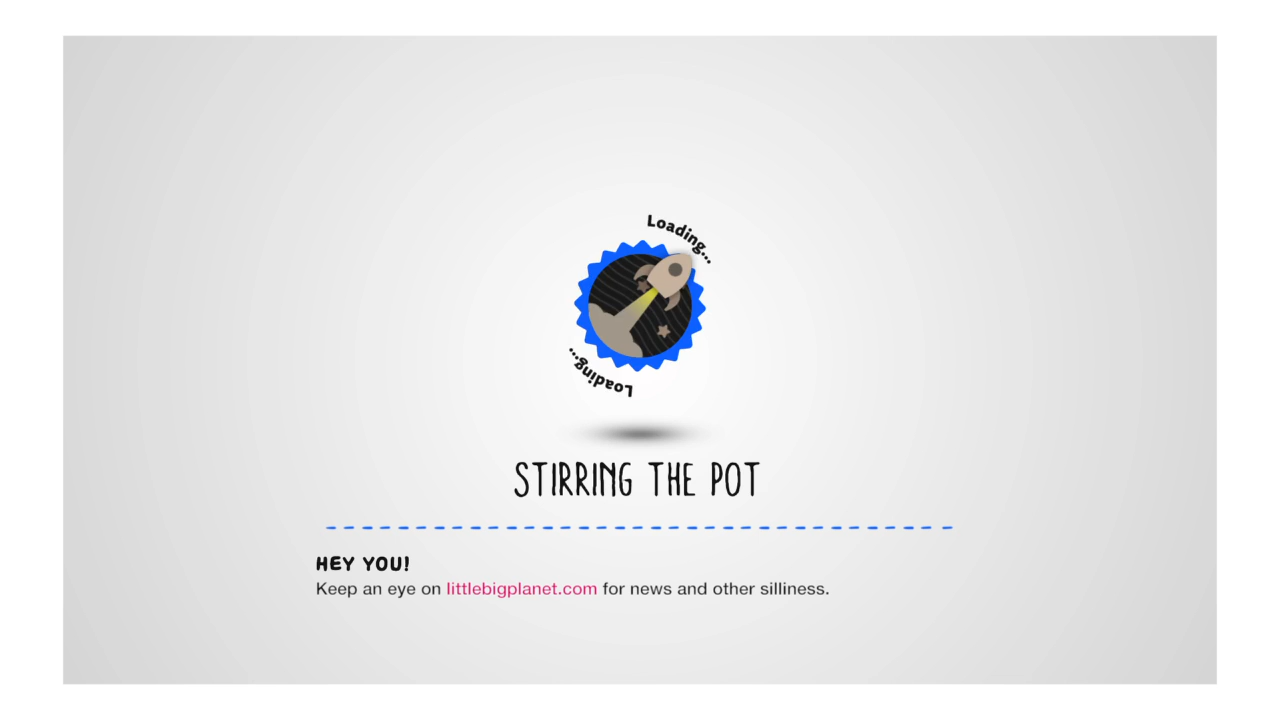 Loading...
Loading...
STIRRING THE POT
HEY YOU!
Keep an eye on littlebigplanet.com for news and other silliness.